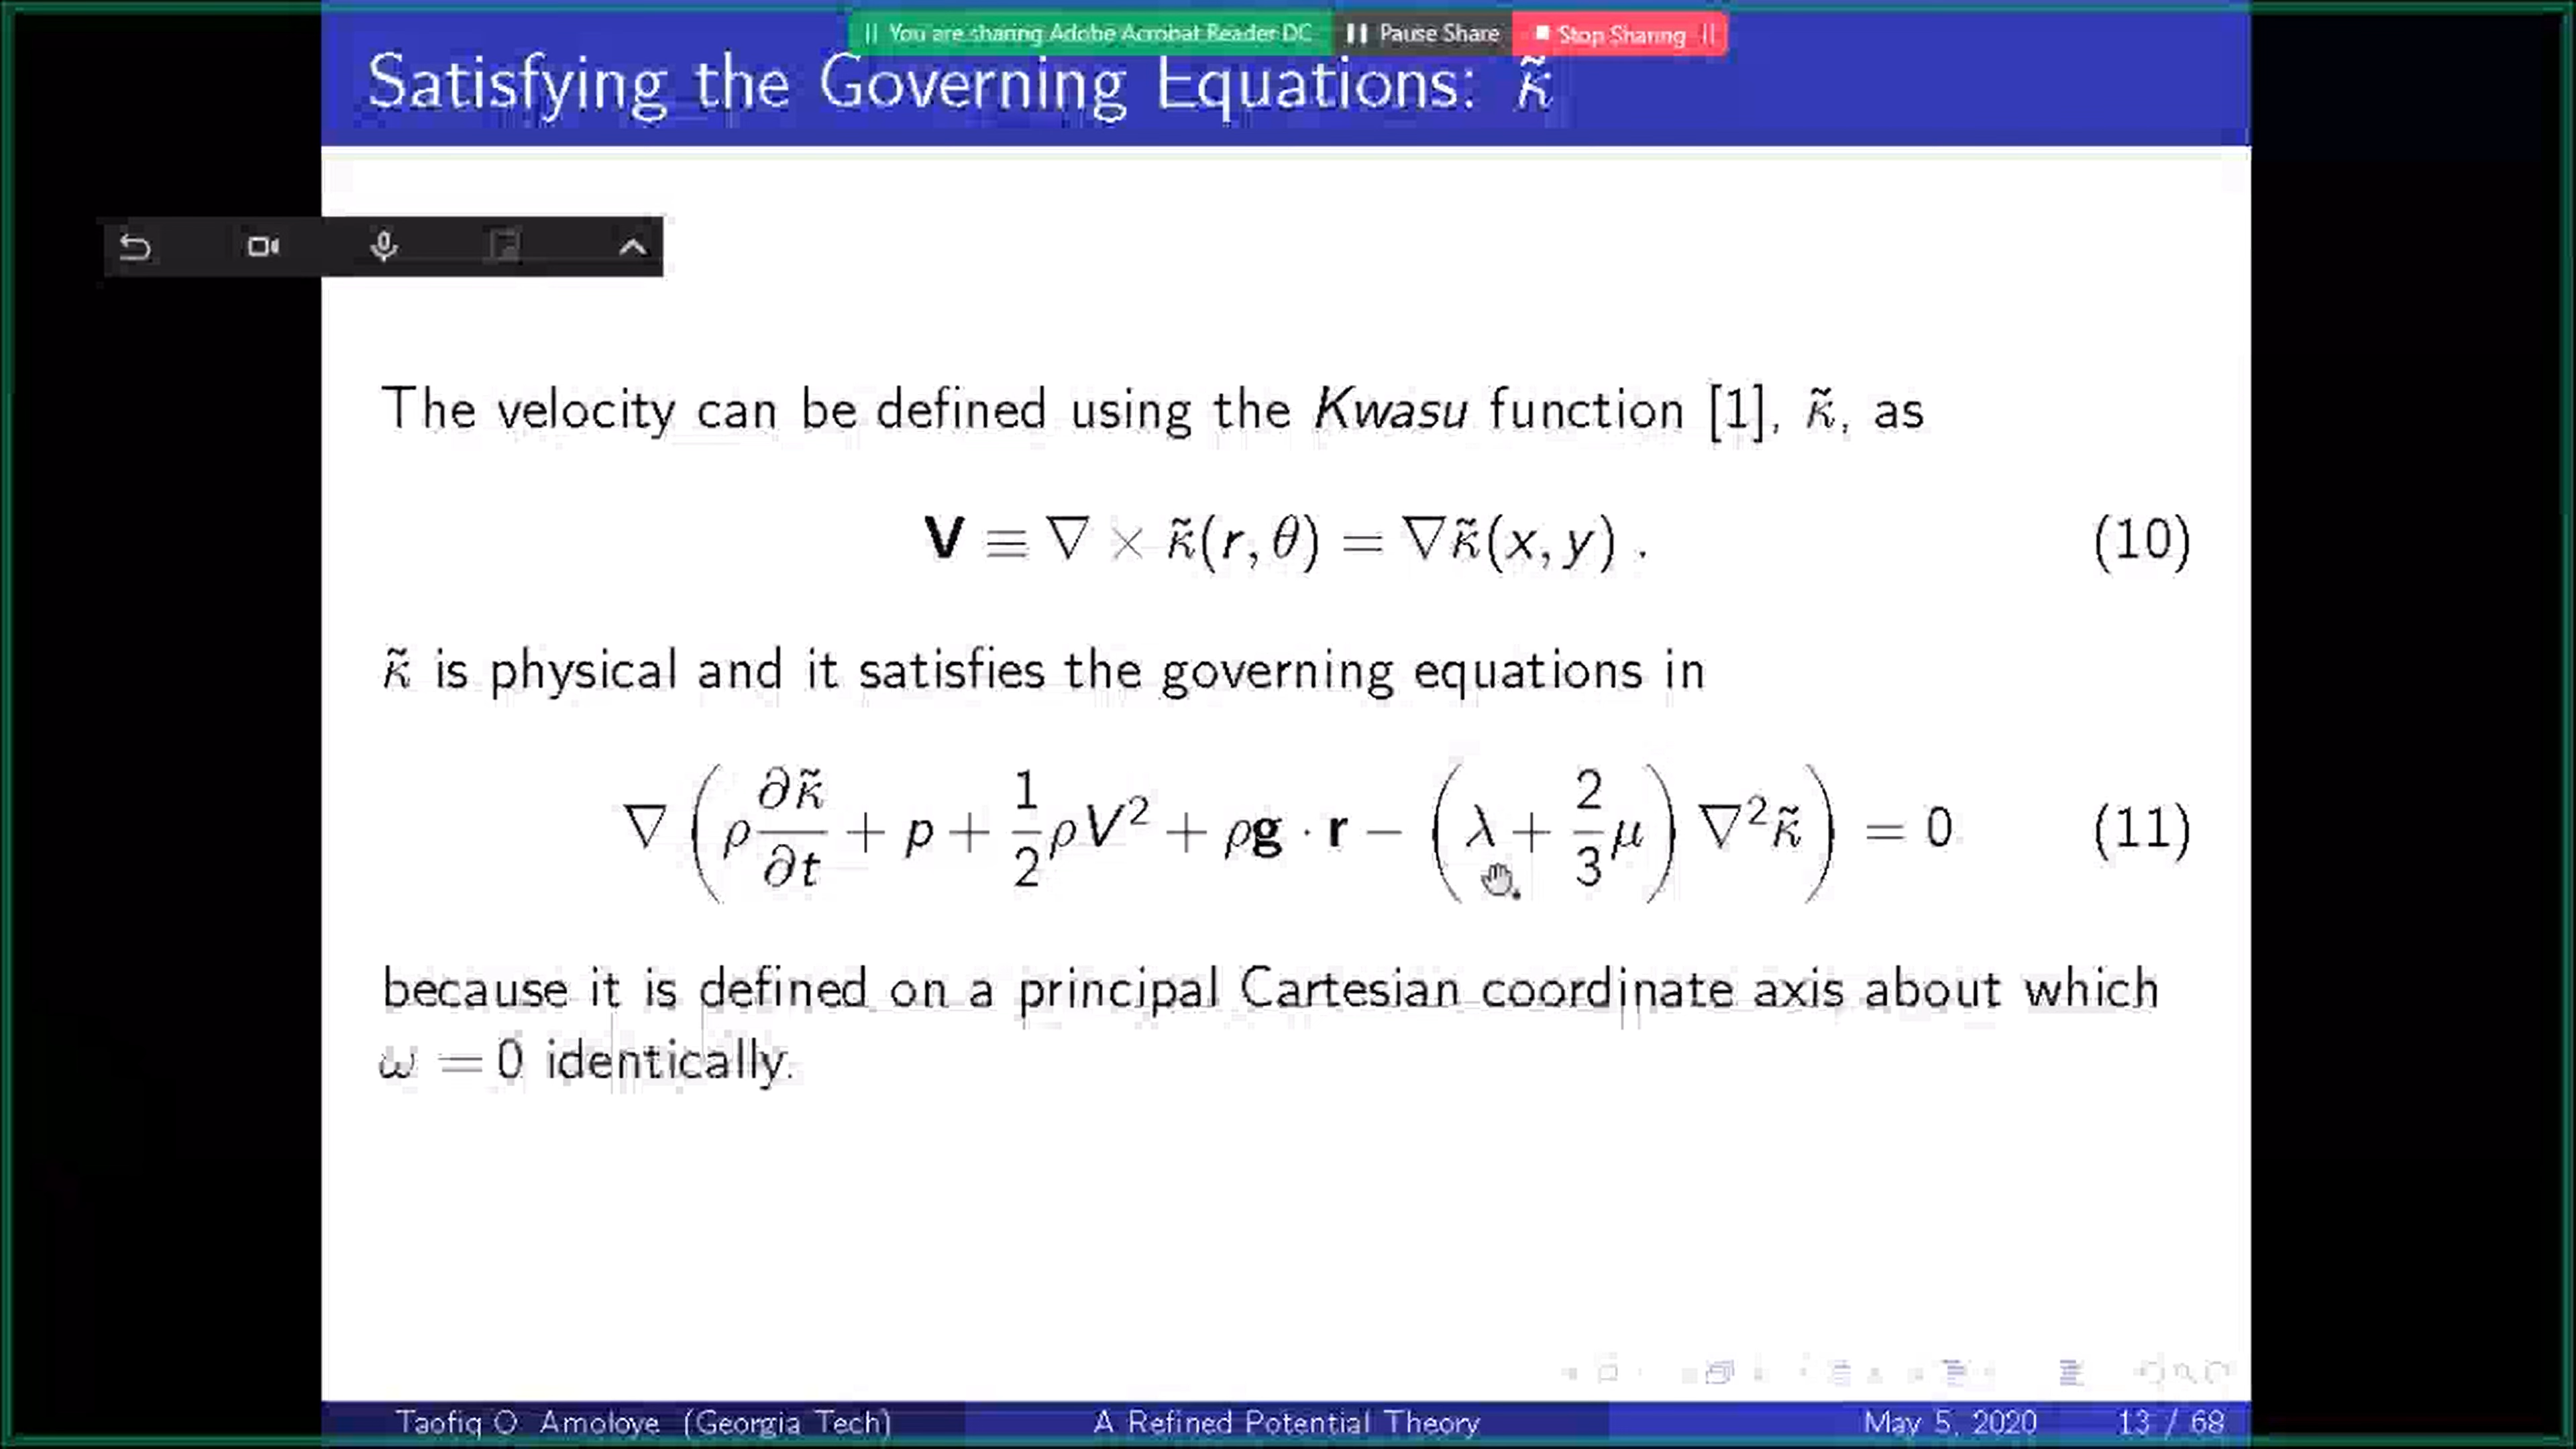 You are sharing Adobe Acrobat Reader DC Pause Share Stop Sharing
Satisfying the Governing Equations: κ̃
The velocity can be defined using the Kwasu function [1], κ̃, as
V ≡ ∇ × κ̃(r, θ) = ∇κ̃(x, y) . (10)
κ̃ is physical and it satisfies the governing equations in
∇ ( ρ ∂κ̃/∂t + p + 1/2 ρV² + ρg · r − ( λ + 2/3 μ ) ∇²κ̃ ) = 0 (11)
because it is defined on a principal Cartesian coordinate axis about which
ω = 0 identically.
Taofiq O. Amoloye (Georgia Tech) A Refined Potential Theory May 5, 2020 13 / 68